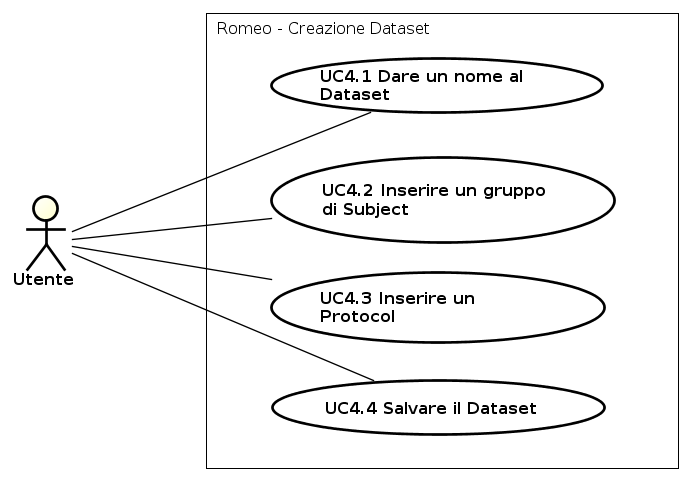 Romeo - Creazione Dataset
UC4.1 Dare un nome al
Dataset
UC4.2 Inserire un gruppo
di Subject
Utente
UC4.3 Inserire un
Protocol
UC4.4 Salvare il Dataset